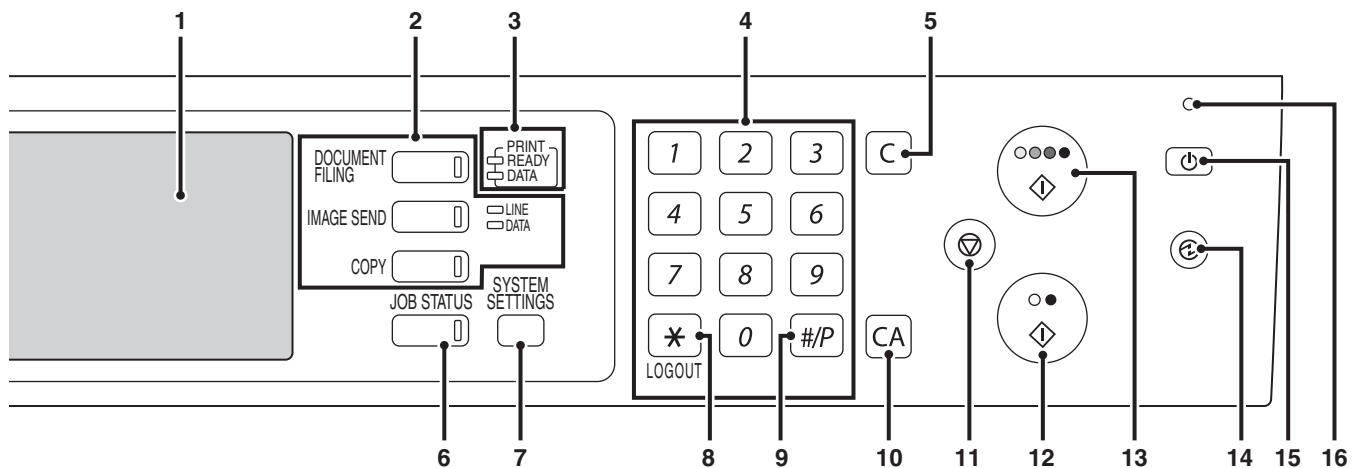 1 2 3 4 5
DOCUMENT
FILING
IMAGE SEND
COPY
JOB STATUS
SYSTEM
SETTINGS
PRINT
READY
DATA
LINE
DATA
1 2 3
4 5 6
7 8 9
* 0 #/P
LOGOUT
C
CA
6 7 8 9 10 11 12 13 14 15 16